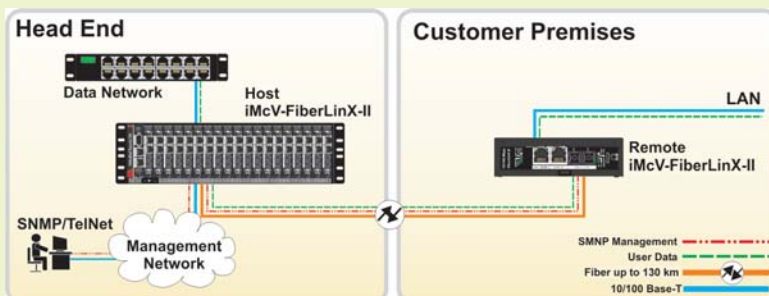 Head End
Data Network
Host
iMcV-FiberLinX-II
SNMP/TelNet
Management
Network
Customer Premises
LAN
Remote
iMcV-FiberLinX-II
SMNP Management
User Data
Fiber up to 130 km
10/100 Base-T